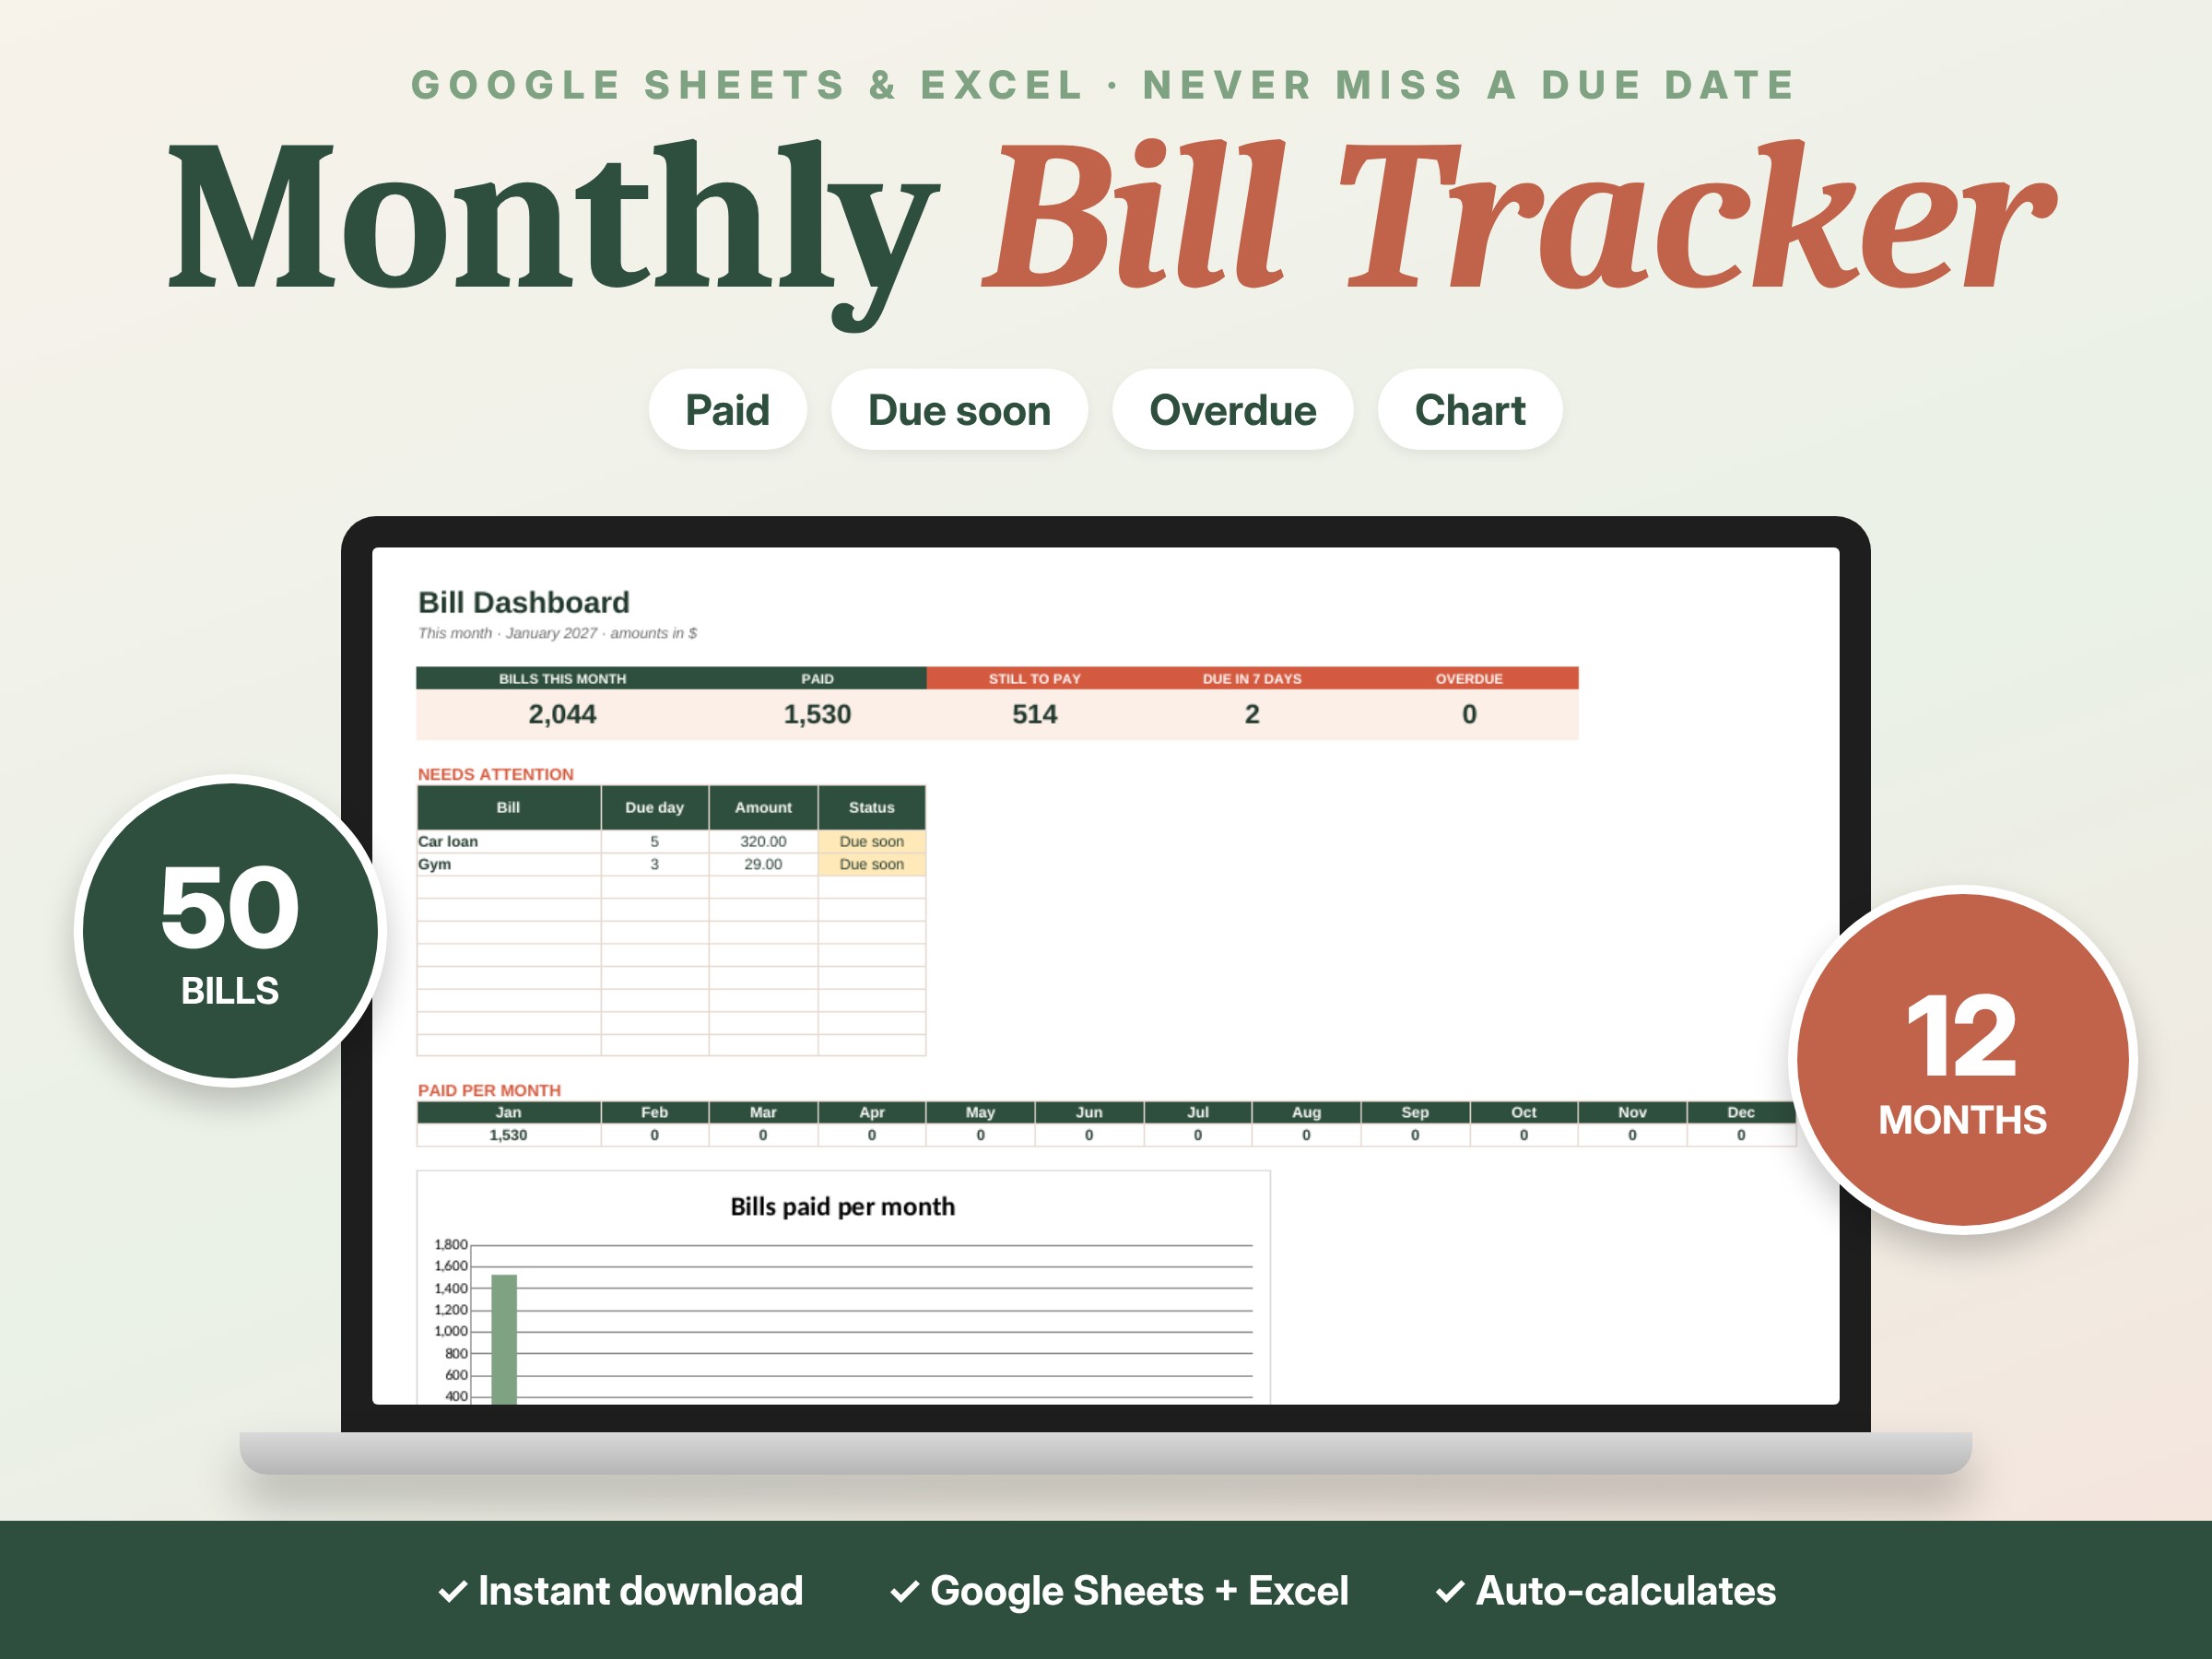 GOOGLE SHEETS & EXCEL · NEVER MISS A DUE DATE
Monthly Bill Tracker
Paid Due soon Overdue Chart
Bill Dashboard
This month · January 2027 · amounts in $
BILLS THIS MONTH PAID STILL TO PAY DUE IN 7 DAYS OVERDUE
2,044 1,530 514 2 0
NEEDS ATTENTION
Bill Due day Amount Status
Car loan 5 320.00 Due soon
Gym 3 29.00 Due soon
50
BILLS
12
MONTHS
PAID PER MONTH
Jan Feb Mar Apr May Jun Jul Aug Sep Oct Nov Dec
1,530 0 0 0 0 0 0 0 0 0 0 0
Bills paid per month
1,800
1,600
1,400
1,200
1,000
800
600
400
✓ Instant download ✓ Google Sheets + Excel ✓ Auto-calculates